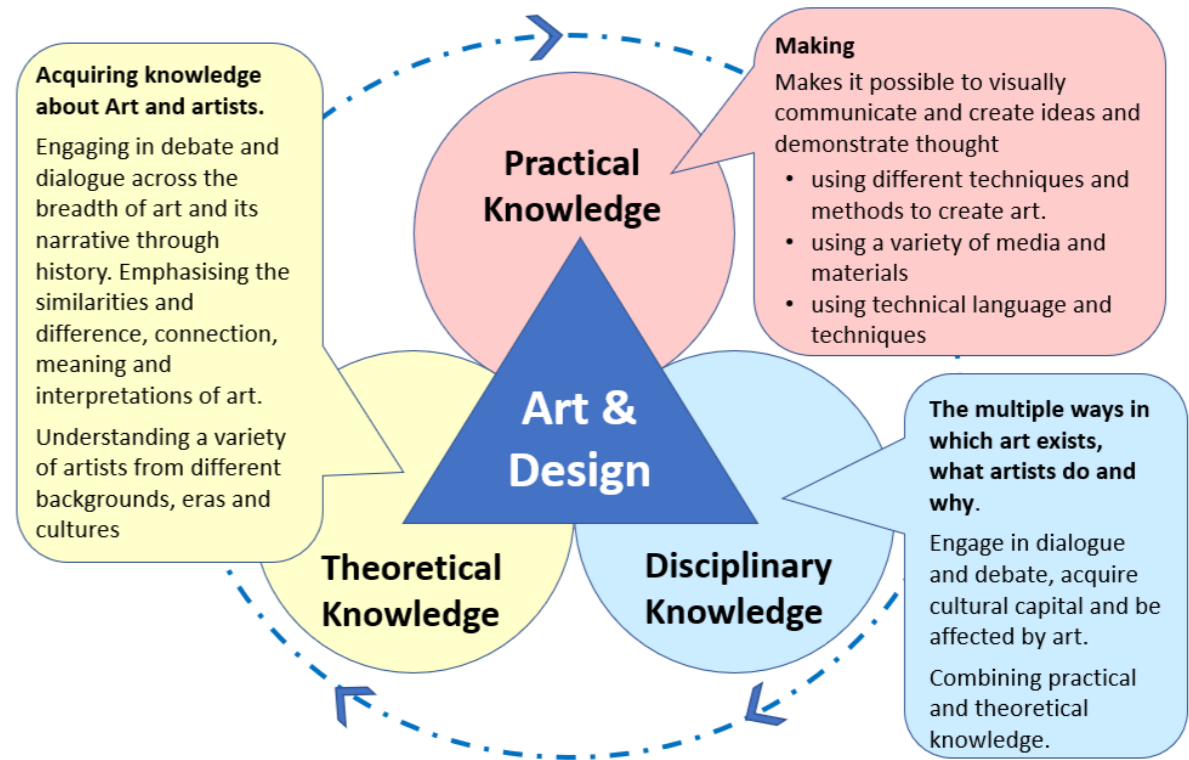 Acquiring knowledge
about Art and artists.
Engaging in debate and
dialogue across the
breadth of art and its
narrative through
history. Emphasising the
similarities and
difference, connection,
meaning and
interpretations of art.
Understanding a variety
of artists from different
backgrounds, eras and
cultures
Practical
Knowledge
Making
Makes it possible to visually
communicate and create ideas and
demonstrate thought
• using different techniques and
methods to create art.
• using a variety of media and
materials
• using technical language and
techniques
Art &
Design
Theoretical
Knowledge
Disciplinary
Knowledge
The multiple ways in
which art exists,
what artists do and
why.
Engage in dialogue
and debate, acquire
cultural capital and be
affected by art.
Combining practical
and theoretical
knowledge.